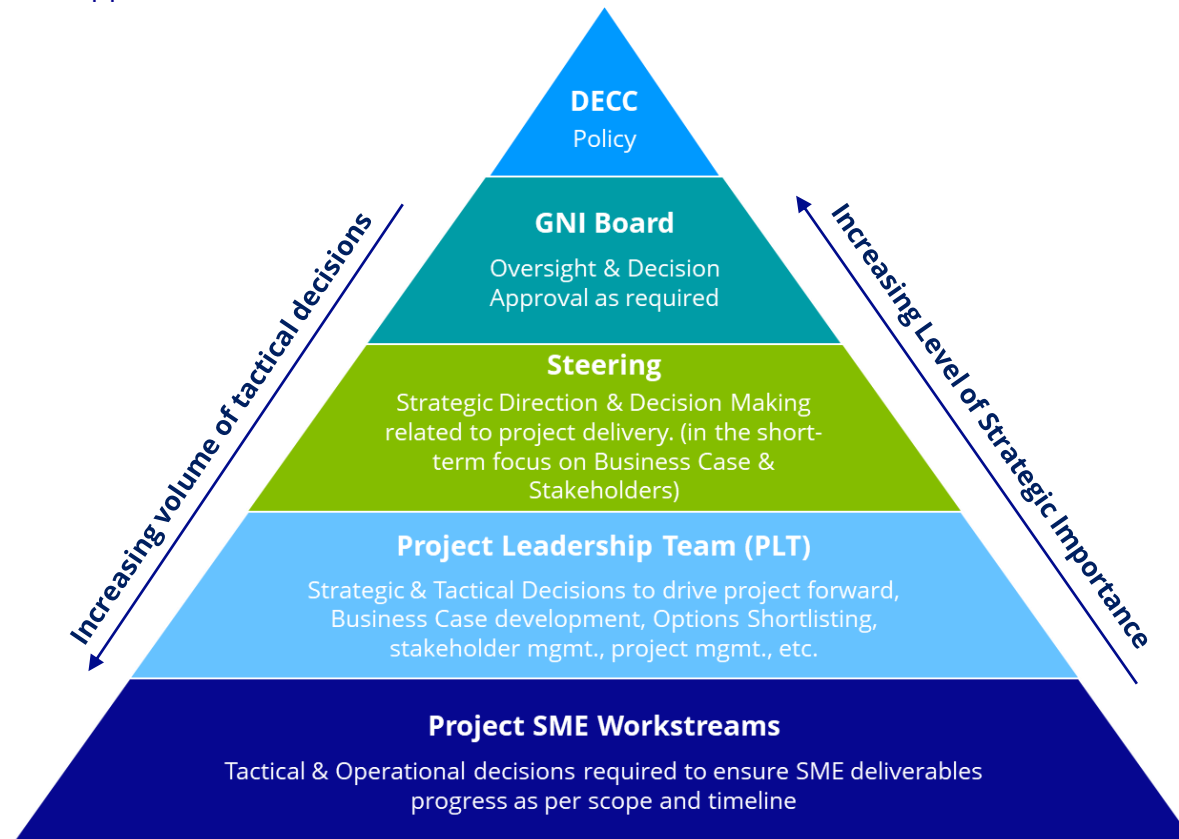 DECC
Policy
GNI Board
Oversight & Decision
Approval as required
Steering
Strategic Direction & Decision Making
related to project delivery. (in the short-
term focus on Business Case &
Stakeholders)
Project Leadership Team (PLT)
Strategic & Tactical Decisions to drive project forward,
Business Case development, Options Shortlisting,
stakeholder mgmt., project mgmt., etc.
Project SME Workstreams
Tactical & Operational decisions required to ensure SME deliverables
progress as per scope and timeline
Increasing volume of tactical decisions
Increasing Level of Strategic Importance